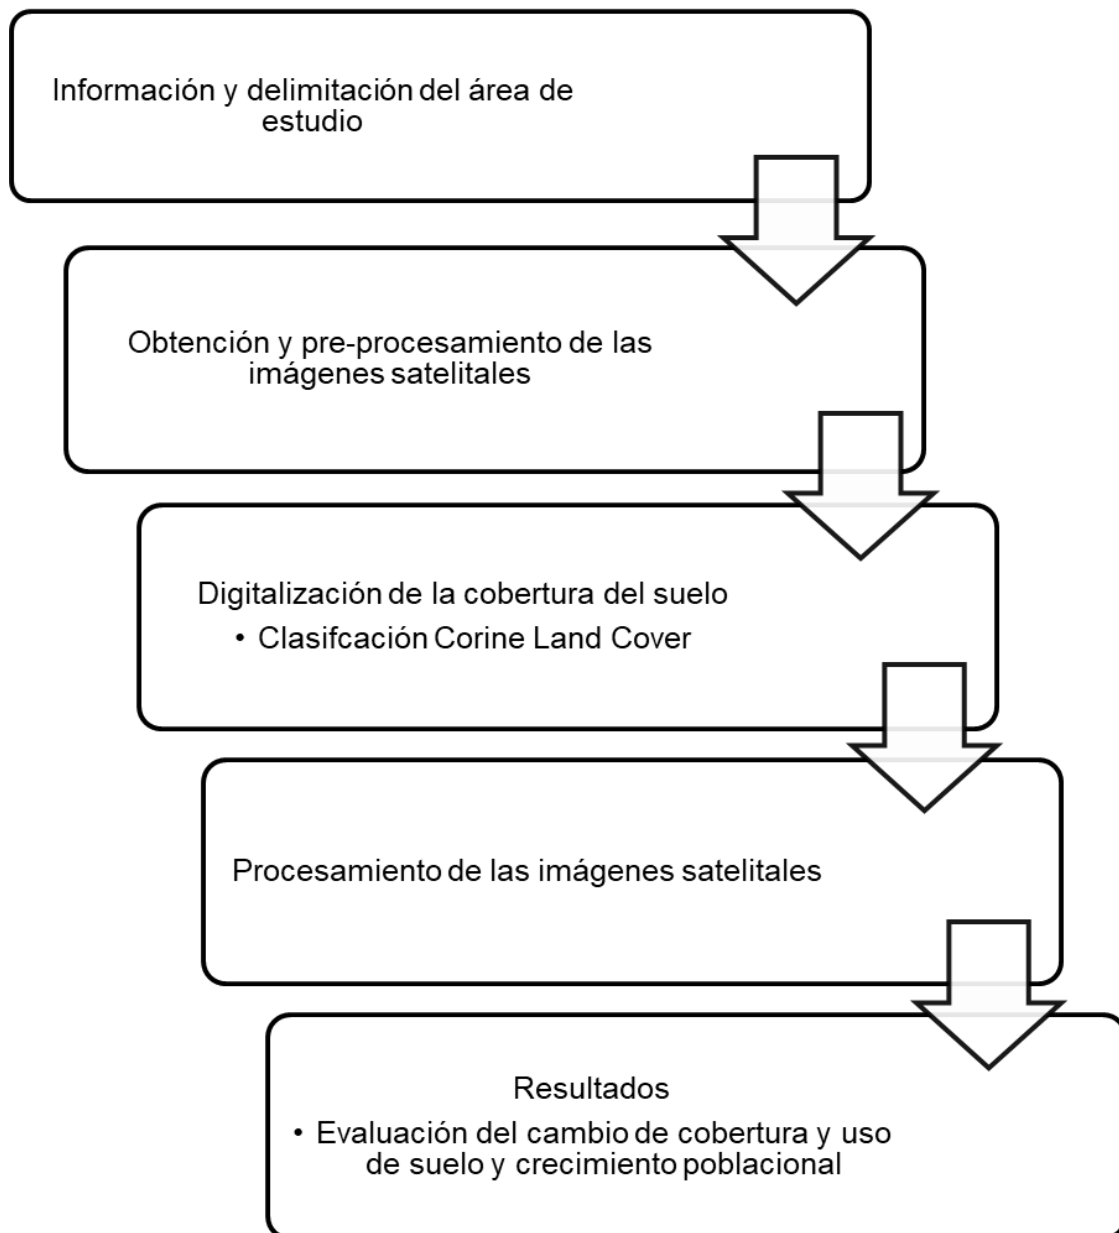 Información y delimitación del área de
estudio
Obtención y pre-procesamiento de las
imágenes satelitales
Digitalización de la cobertura del suelo
• Clasifcación Corine Land Cover
Procesamiento de las imágenes satelitales
Resultados
• Evaluación del cambio de cobertura y uso
de suelo y crecimiento poblacional